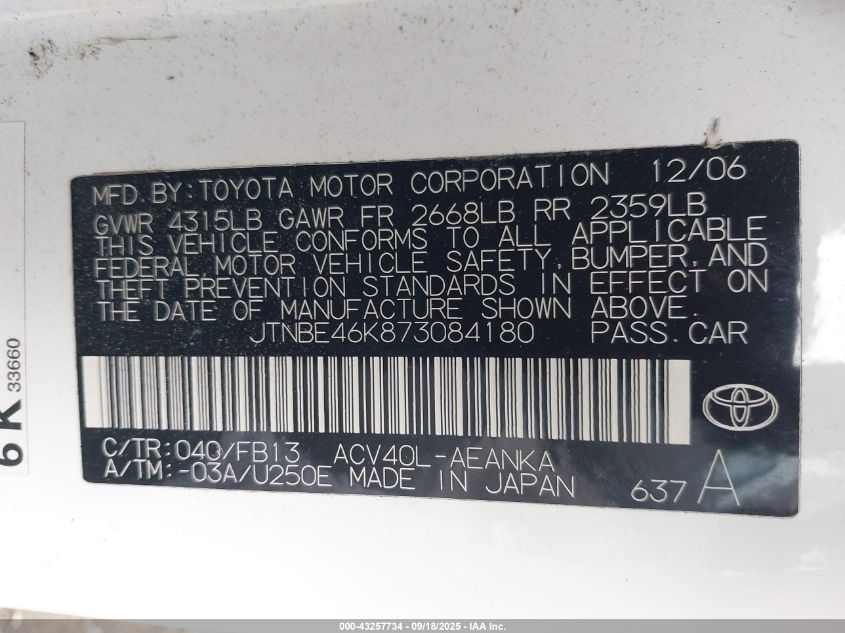 MFD. BY: TOYOTA MOTOR CORPORATION 12/06
GVWR 4315LB GAWR FR 2668LB RR 2359LB
THIS VEHICLE CONFORMS TO ALL APPLICABLE
FEDERAL MOTOR VEHICLE SAFETY, BUMPER, AND
THEFT PREVENTION STANDARDS IN EFFECT ON
THE DATE OF MANUFACTURE SHOWN ABOVE.
JTNBE46K873084180 PASS. CAR
C/TR: 040/FB13 ACV40L-AEANKA
A/TM: -03A/U250E MADE IN JAPAN
637 A
6 K
33660
000-43257734 - 09/18/2025 - IAA Inc.